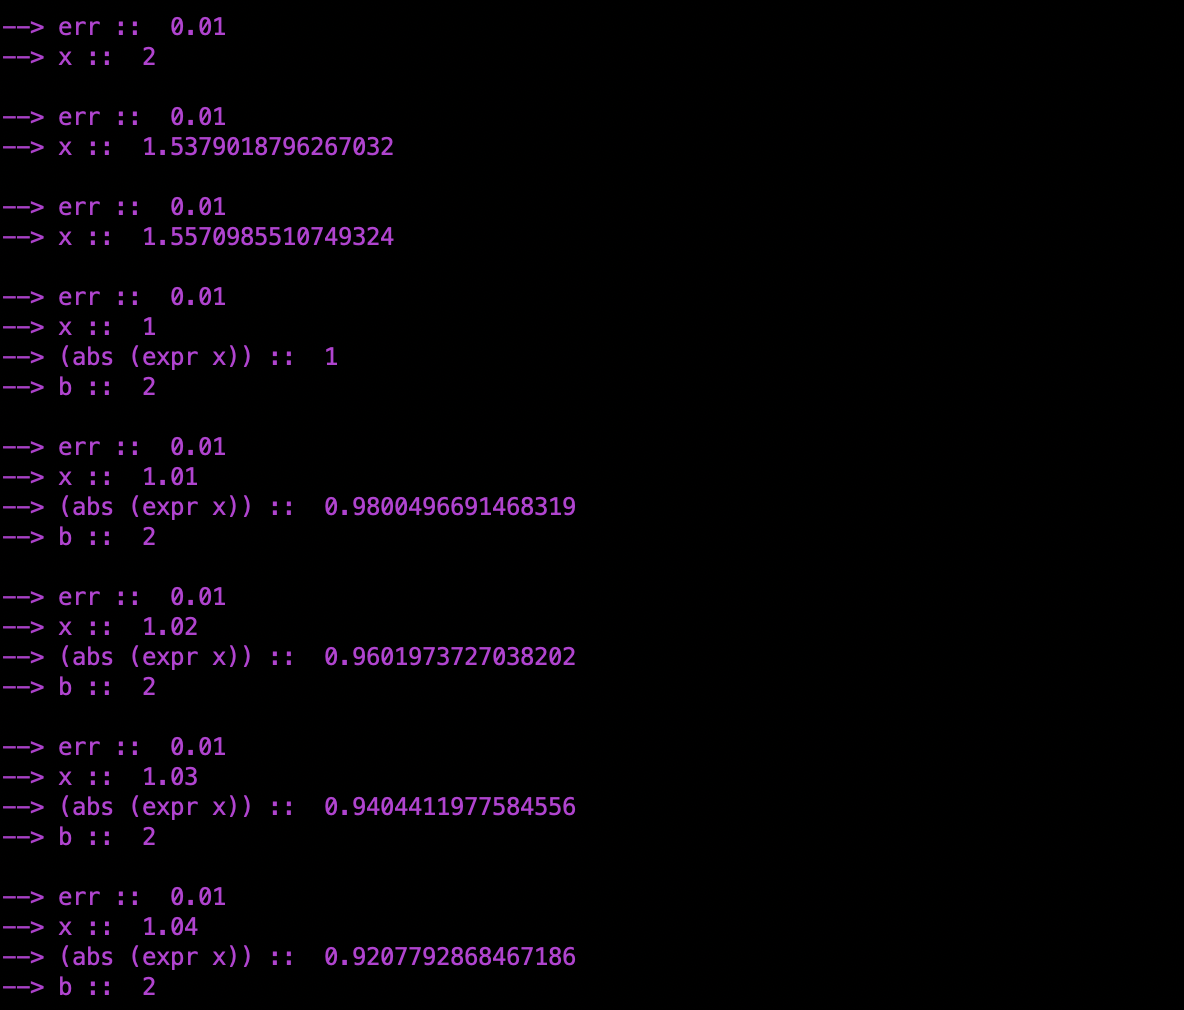 --> err ::  0.01
--> x ::  2
--> err ::  0.01
--> x ::  1.5379018796267032
--> err ::  0.01
--> x ::  1.5570985510749324
--> err ::  0.01
--> x ::  1
--> (abs (expr x)) ::  1
--> b ::  2
--> err ::  0.01
--> x ::  1.01
--> (abs (expr x)) ::  0.9800496691468319
--> b ::  2
--> err ::  0.01
--> x ::  1.02
--> (abs (expr x)) ::  0.9601973727038202
--> b ::  2
--> err ::  0.01
--> x ::  1.03
--> (abs (expr x)) ::  0.9404411977584556
--> b ::  2
--> err ::  0.01
--> x ::  1.04
--> (abs (expr x)) ::  0.9207792868467186
--> b ::  2